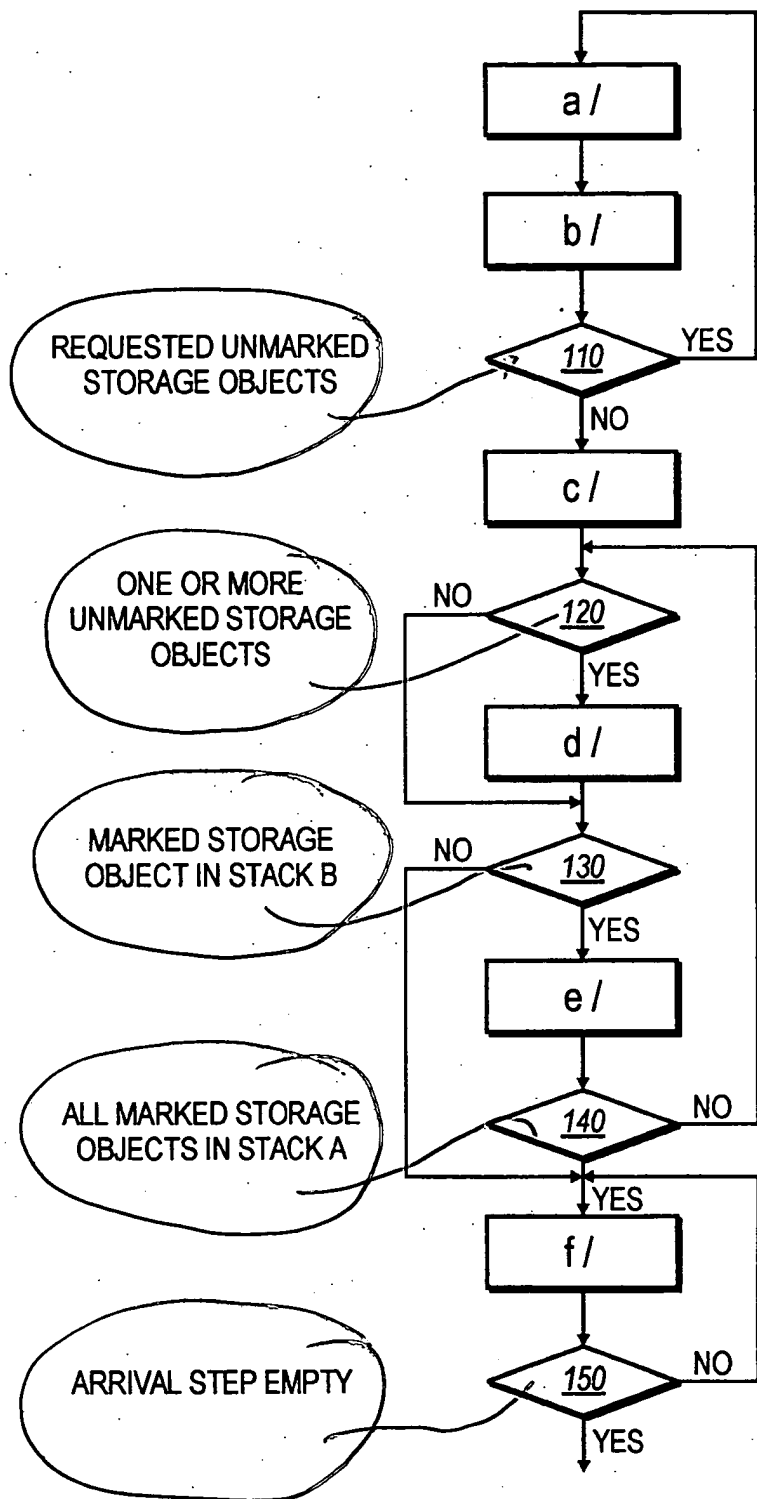 a /
b /
REQUESTED UNMARKED
STORAGE OBJECTS
110
YES
NO
c /
ONE OR MORE
UNMARKED STORAGE
OBJECTS
NO
120
YES
d /
MARKED STORAGE
OBJECT IN STACK B
NO
130
YES
e /
ALL MARKED STORAGE
OBJECTS IN STACK A
140
NO
YES
f /
ARRIVAL STEP EMPTY
150
NO
YES